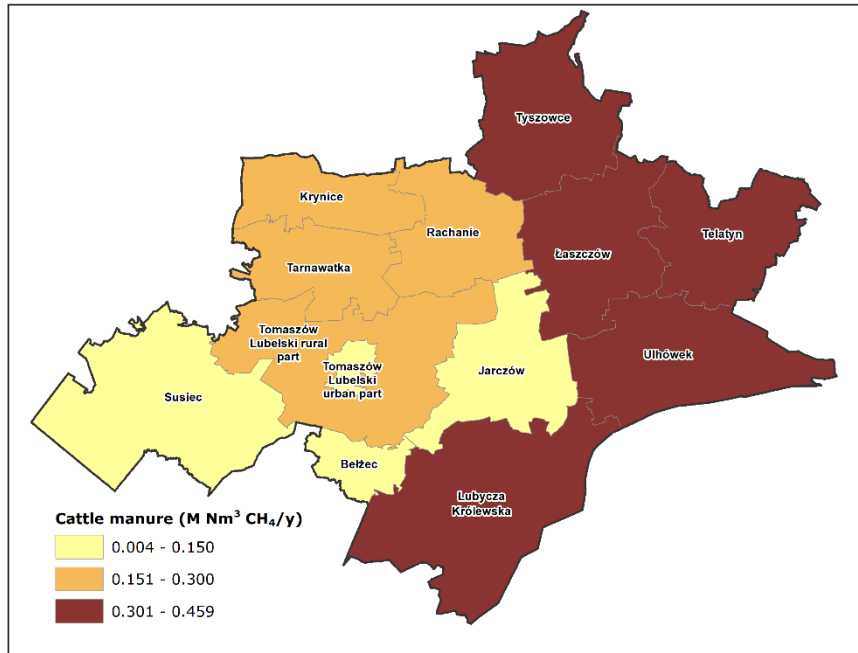 Tyszowce
Krynice
Rachanie
Telatyn
Łaszczów
Tarnawatka
Tomaszów
Lubelski rural
part
Ulhówek
Tomaszów
Lubelski
urban part
Jarczów
Susiec
Bełżec
Lubycza
Królewska
Cattle manure (M Nm³ CH₄/y)
0.004 - 0.150
0.151 - 0.300
0.301 - 0.459